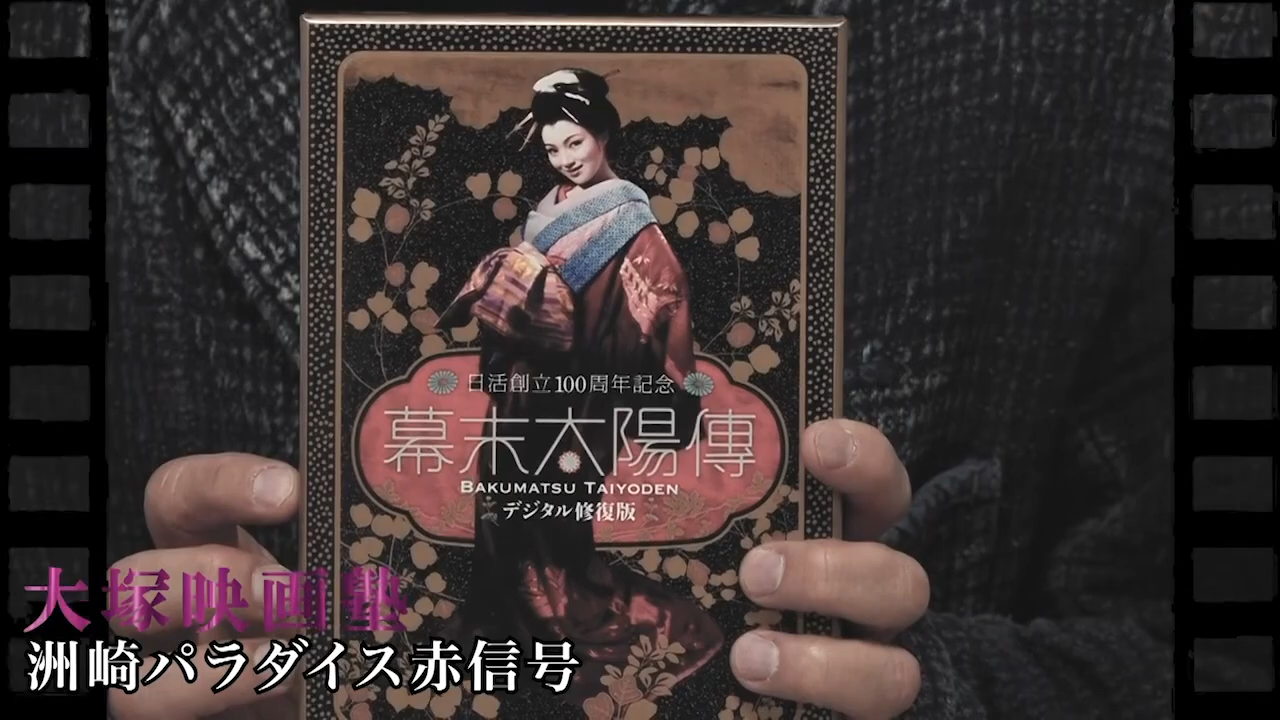 日活創立100周年記念
幕末太陽傳
BAKUMATSU TAIYODEN
デジタル修復版
大塚映画塾
洲崎パラダイス赤信号